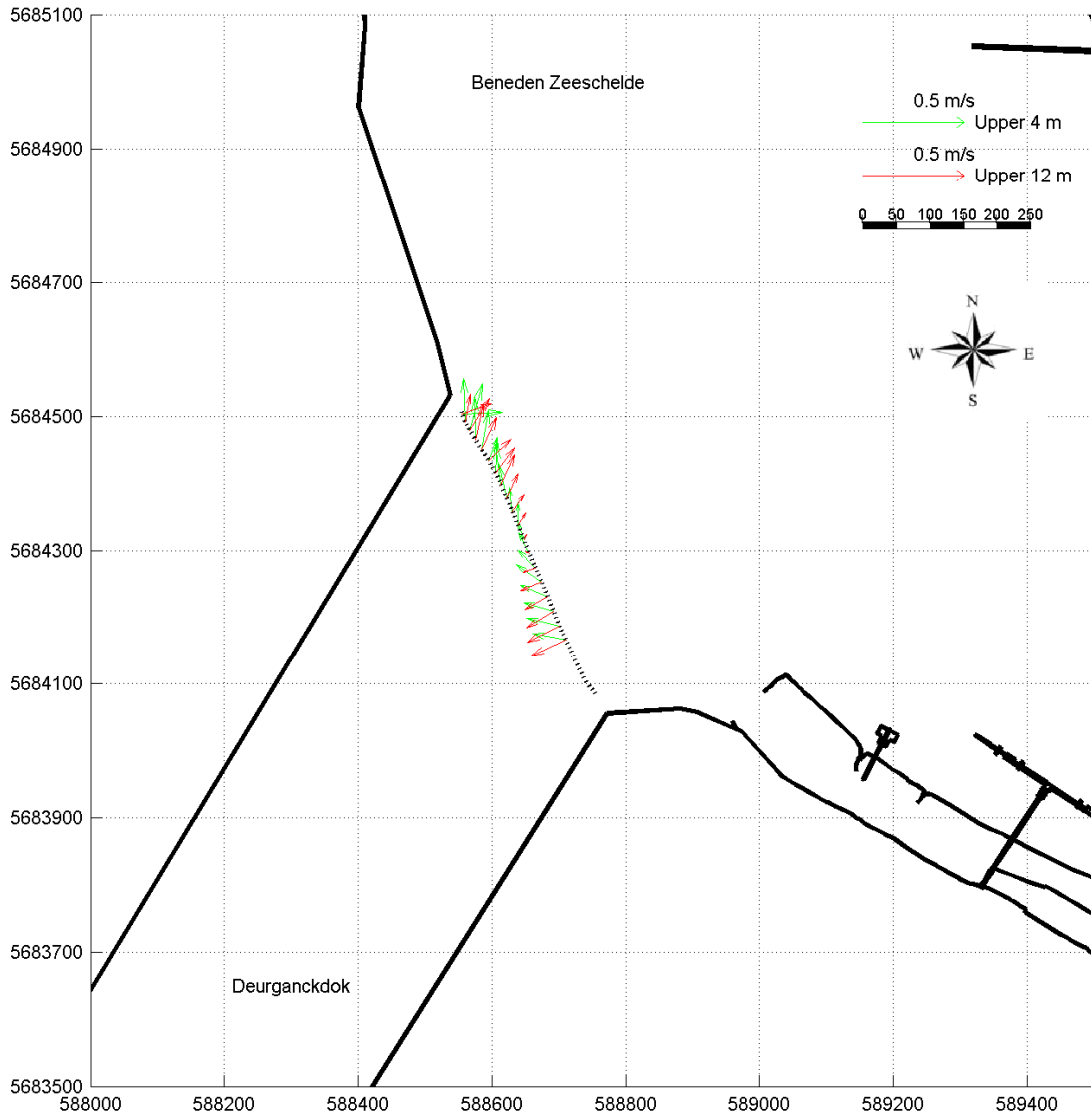 5685100
Beneden Zeeschelde
0.5 m/s
Upper 4 m
5684900
0.5 m/s
Upper 12 m
0 50 100 150 200 250
5684700
N
W E
S
5684500
5684300
5684100
5683900
5683700
Deurganckdok
5683500
588000 588200 588400 588600 588800 589000 589200 589400